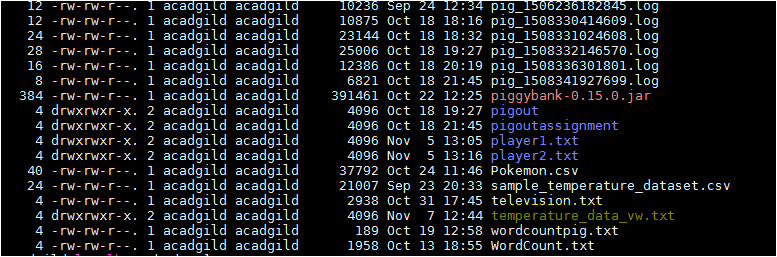 12 -rw-rw-r--. 1 acadgild acadgild 10236 Sep 24 12:34 pig_1506236182845.log
12 -rw-rw-r--. 1 acadgild acadgild 10875 Oct 18 18:16 pig_1508330414609.log
24 -rw-rw-r--. 1 acadgild acadgild 23144 Oct 18 18:32 pig_1508331024608.log
28 -rw-rw-r--. 1 acadgild acadgild 25006 Oct 18 19:27 pig_1508332146570.log
16 -rw-rw-r--. 1 acadgild acadgild 12386 Oct 18 20:19 pig_1508336301801.log
8 -rw-rw-r--. 1 acadgild acadgild 6821 Oct 18 21:45 pig_1508341927699.log
384 -rw-rw-r--. 1 acadgild acadgild 391461 Oct 22 12:25 piggybank-0.15.0.jar
4 drwxrwxr-x. 2 acadgild acadgild 4096 Oct 18 19:27 pigout
4 drwxrwxr-x. 2 acadgild acadgild 4096 Oct 18 21:45 pigoutassignment
4 drwxrwxr-x. 2 acadgild acadgild 4096 Nov 5 13:05 player1.txt
4 drwxrwxr-x. 2 acadgild acadgild 4096 Nov 5 13:16 player2.txt
40 -rw-rw-r--. 1 acadgild acadgild 37792 Oct 24 11:46 Pokemon.csv
24 -rw-rw-r--. 1 acadgild acadgild 21007 Sep 23 20:33 sample_temperature_dataset.csv
4 -rw-rw-r--. 1 acadgild acadgild 2938 Oct 31 17:45 television.txt
4 drwxrwxr-x. 2 acadgild acadgild 4096 Nov 7 12:44 temperature_data_vw.txt
4 -rw-rw-r--. 1 acadgild acadgild 189 Oct 19 12:58 wordcountpig.txt
4 -rw-rw-r--. 1 acadgild acadgild 1958 Oct 13 18:55 WordCount.txt